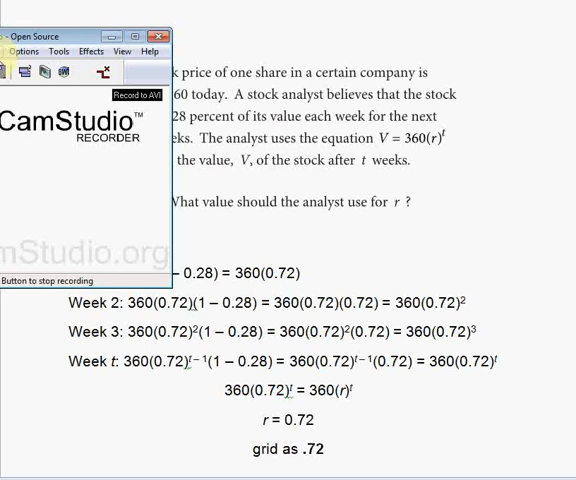 - Open Source
Options Tools Effects View Help
Record to AVI
CamStudio™
RECORDER
mStudio.org
Button to stop recording
k price of one share in a certain company is
60 today. A stock analyst believes that the stock
28 percent of its value each week for the next
eks. The analyst uses the equation V = 360(r)ᵗ
the value, V, of the stock after t weeks.
What value should the analyst use for r ?
– 0.28) = 360(0.72)
Week 2: 360(0.72)(1 – 0.28) = 360(0.72)(0.72) = 360(0.72)²
Week 3: 360(0.72)²(1 – 0.28) = 360(0.72)²(0.72) = 360(0.72)³
Week t: 360(0.72)ᵗ⁻¹(1 – 0.28) = 360(0.72)ᵗ⁻¹(0.72) = 360(0.72)ᵗ
360(0.72)ᵗ = 360(r)ᵗ
r = 0.72
grid as .72